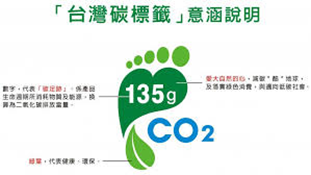 「台灣碳標籤」意涵說明
愛大自然的心，減碳“酷”地球，
及落實綠色消費，與邁向低碳社會。
數字，代表「碳足跡」，係產品
生命週期所消耗物質及能源，換
算為二氧化碳排放當量。
135g
CO2
綠葉，代表健康、環保。